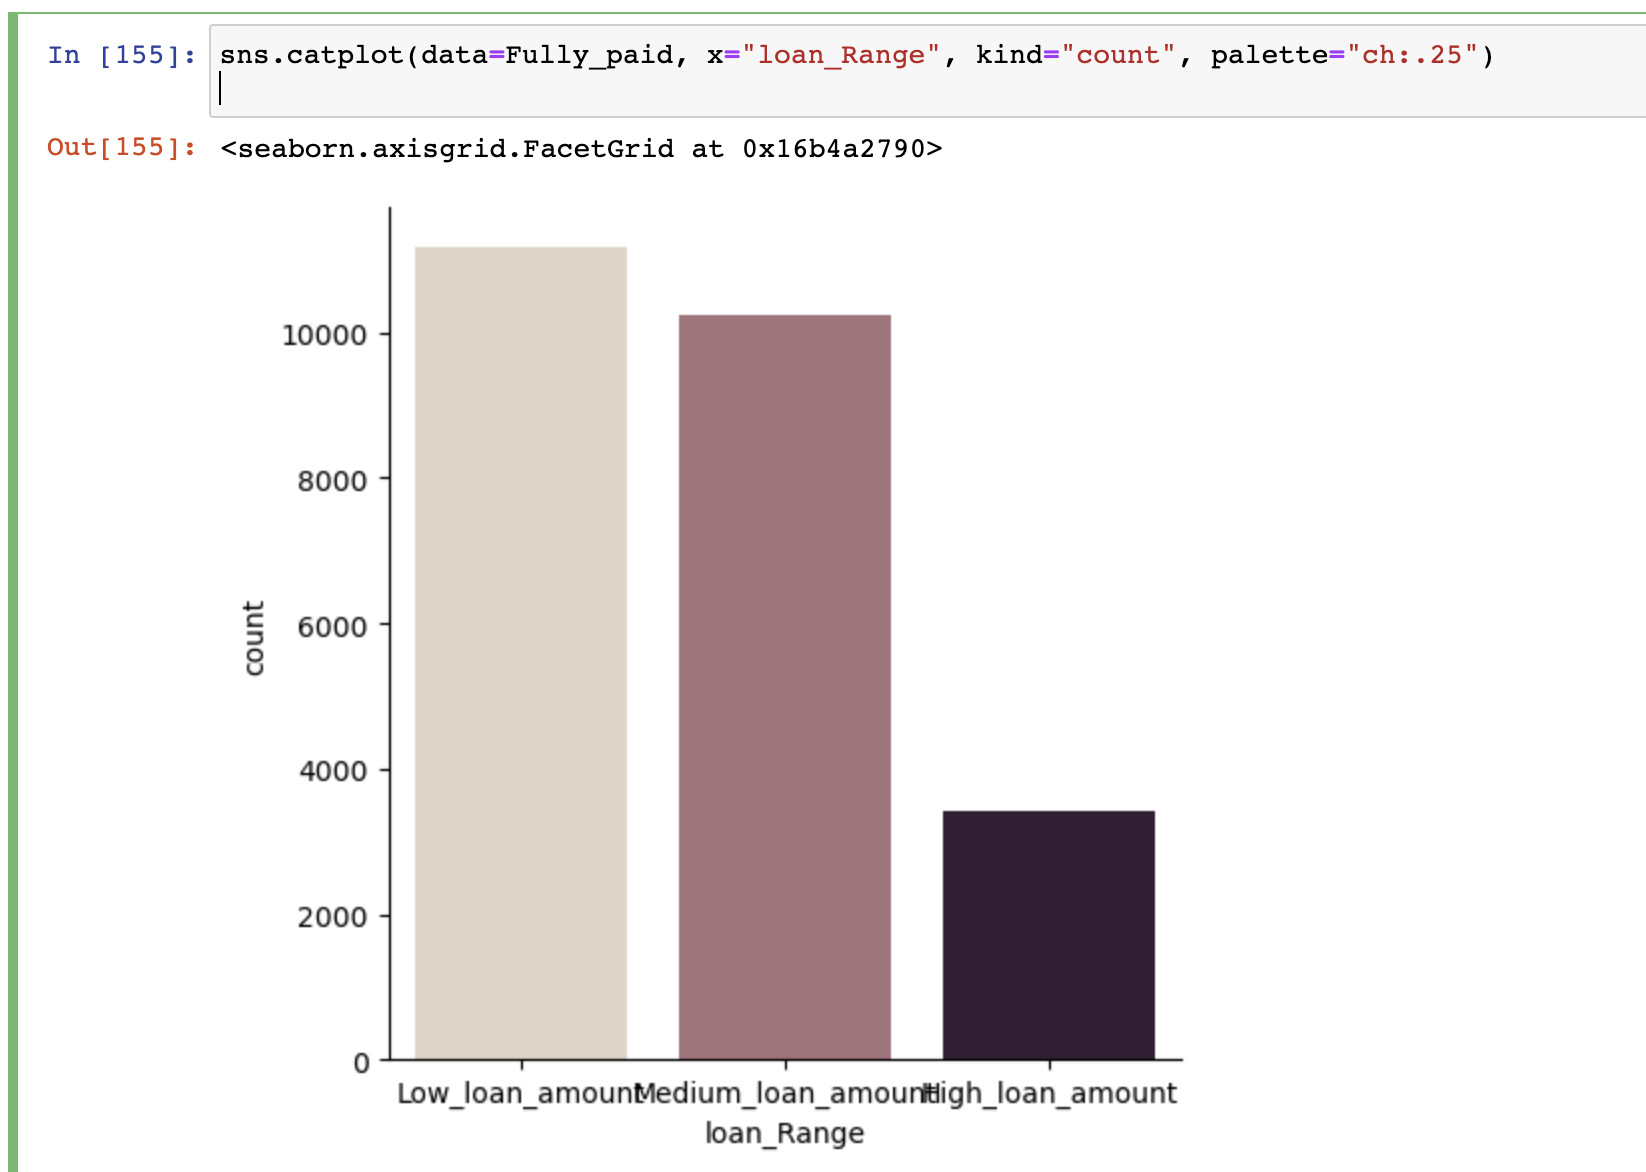 In [155]: sns.catplot(data=Fully_paid, x="loan_Range", kind="count", palette="ch:.25")
Out[155]: <seaborn.axisgrid.FacetGrid at 0x16b4a2790>
10000
8000
6000
4000
2000
0
count
Low_loan_amount Medium_loan_amount High_loan_amount
loan_Range